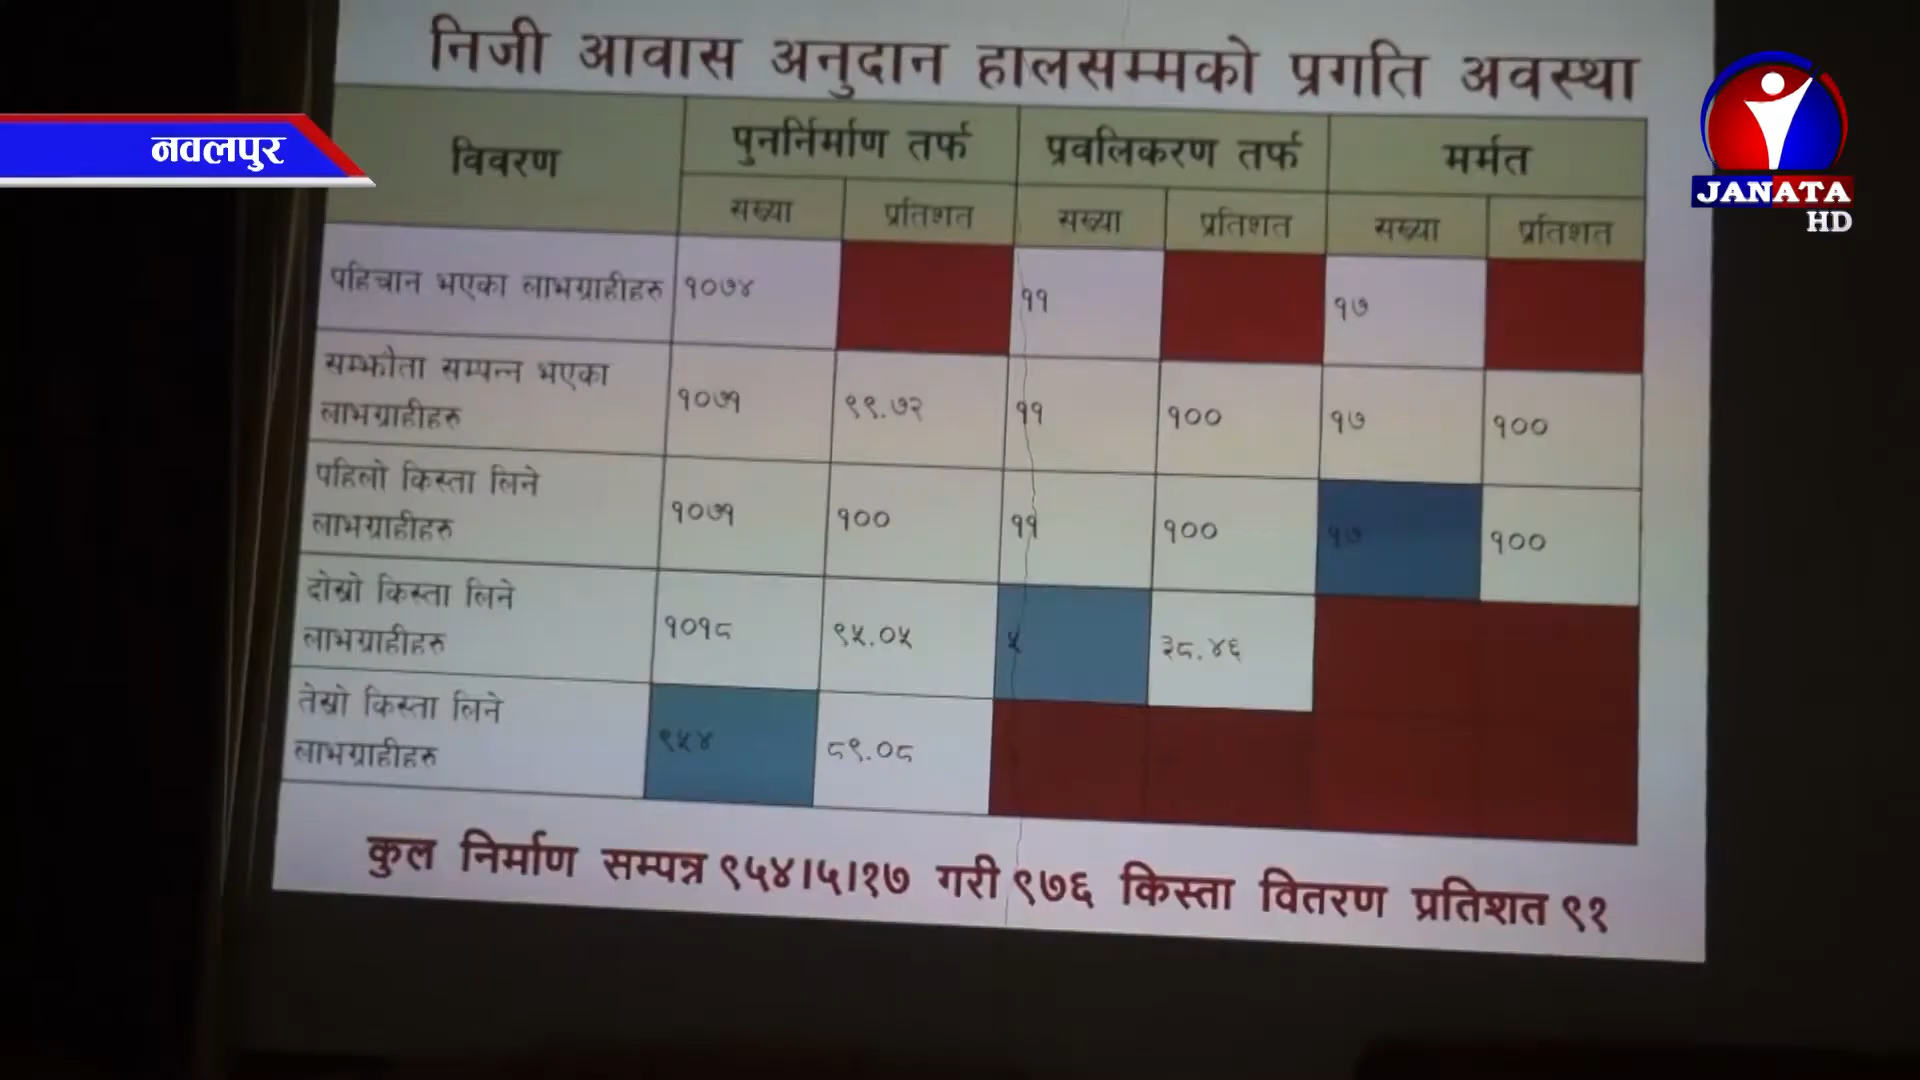 निजी आवास अनुदान हालसम्मको प्रगति अवस्था
नवलपुर
JANATA
HD
विवरण पुनर्निर्माण तर्फ प्रवलिकरण तर्फ मर्मत
सख्या प्रतिशत सख्या प्रतिशत सख्या प्रतिशत
पहिचान भएका लाभग्राहीहरु १०७४ ११ १७
सम्झौता सम्पन्न भएका
लाभग्राहीहरु १०७१ ९९.७२ ११ १०० १७ १००
पहिलो किस्ता लिने
लाभग्राहीहरु १०७१ १०० ११ १०० १७ १००
दोस्रो किस्ता लिने
लाभग्राहीहरु १०१८ ९५.०५ ५ ३८.४६
तेस्रो किस्ता लिने
लाभग्राहीहरु ९५४ ८९.०८
कुल निर्माण सम्पन्न ९५४।५।१७ गरी ९७६ किस्ता वितरण प्रतिशत ९१